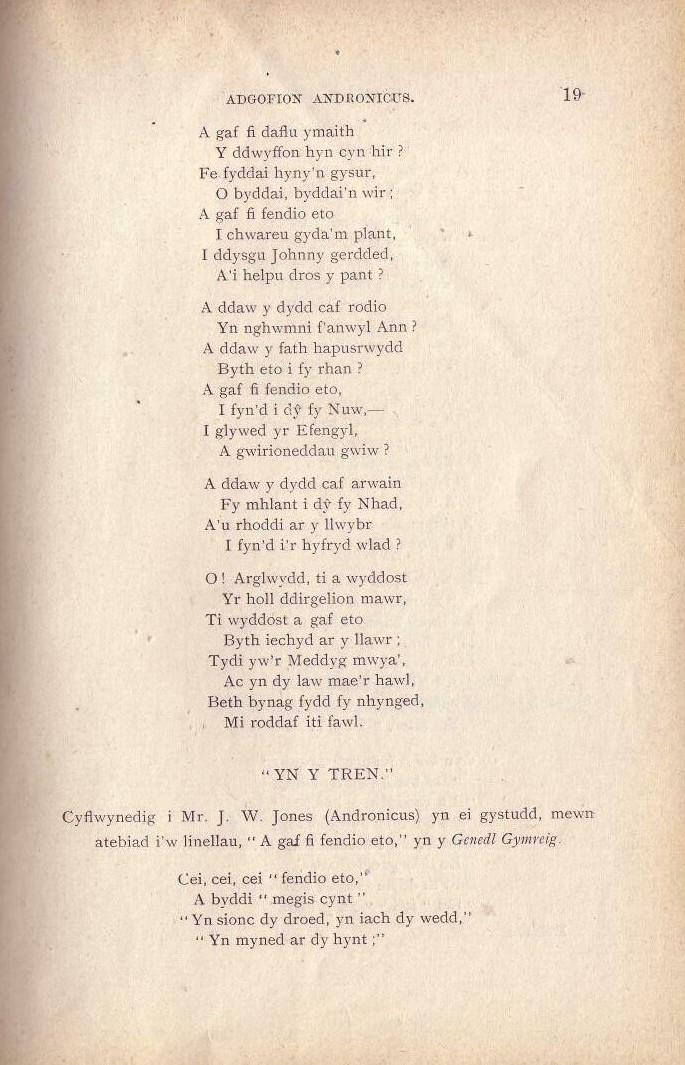 ADGOFION ANDRONICUS. 19
A gaf fi daflu ymaith
Y ddwyffon hyn cyn hir ?
Fe fyddai hyny'n gysur,
O byddai, byddai'n wir ;
A gaf fi fendio eto
I chwareu gyda'm plant,
I ddysgu Johnny gerdded,
A'i helpu dros y pant ?
A ddaw y dydd caf rodio
Yn nghwmni f'anwyl Ann ?
A ddaw y fath hapusrwydd
Byth eto i fy rhan ?
A gaf fi fendio eto,
I fyn'd i dŷ fy Nuw,—
I glywed yr Efengyl,
A gwirioneddau gwiw ?
A ddaw y dydd caf arwain
Fy mhlant i dŷ fy Nhad,
A'u rhoddi ar y llwybr
I fyn'd i'r hyfryd wlad ?
O ! Arglwydd, ti a wyddost
Yr holl ddirgelion mawr,
Ti wyddost a gaf eto
Byth iechyd ar y llawr ;
Tydi yw'r Meddyg mwya',
Ac yn dy law mae'r hawl,
Beth bynag fydd fy nhynged,
Mi roddaf iti fawl.
"YN Y TREN."
Cyflwynedig i Mr. J. W. Jones (Andronicus) yn ei gystudd, mewn
atebiad i'w linellau, " A gaf fi fendio eto," yn y Genedl Gymreig.
Cei, cei, cei " fendio eto,"
A byddi " megis cynt "
" Yn sionc dy droed, yn iach dy wedd,"
" Yn myned ar dy hynt ;"